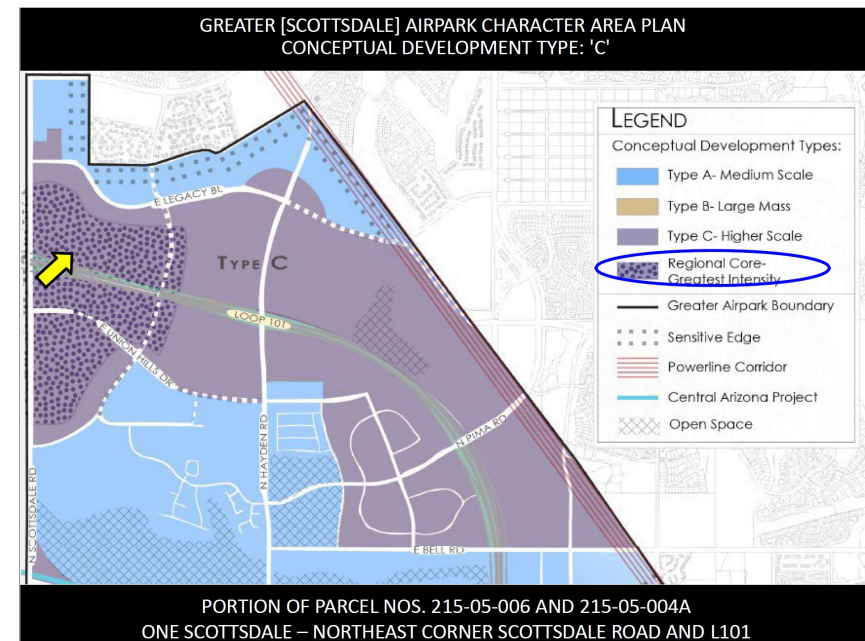 GREATER [SCOTTSDALE] AIRPARK CHARACTER AREA PLAN
CONCEPTUAL DEVELOPMENT TYPE: 'C'
LEGEND
Conceptual Development Types:
Type A- Medium Scale
Type B- Large Mass
Type C- Higher Scale
Regional Core-
Greatest Intensity
Greater Airpark Boundary
Sensitive Edge
Powerline Corridor
Central Arizona Project
Open Space
E LEGACY BL
TYPE C
LOOP 101
E UNION HILLS DR
N HAYDEN RD
N PIMA RD
N SCOTTSDALE RD
E BELL RD
PORTION OF PARCEL NOS. 215-05-006 AND 215-05-004A
ONE SCOTTSDALE – NORTHEAST CORNER SCOTTSDALE ROAD AND L101